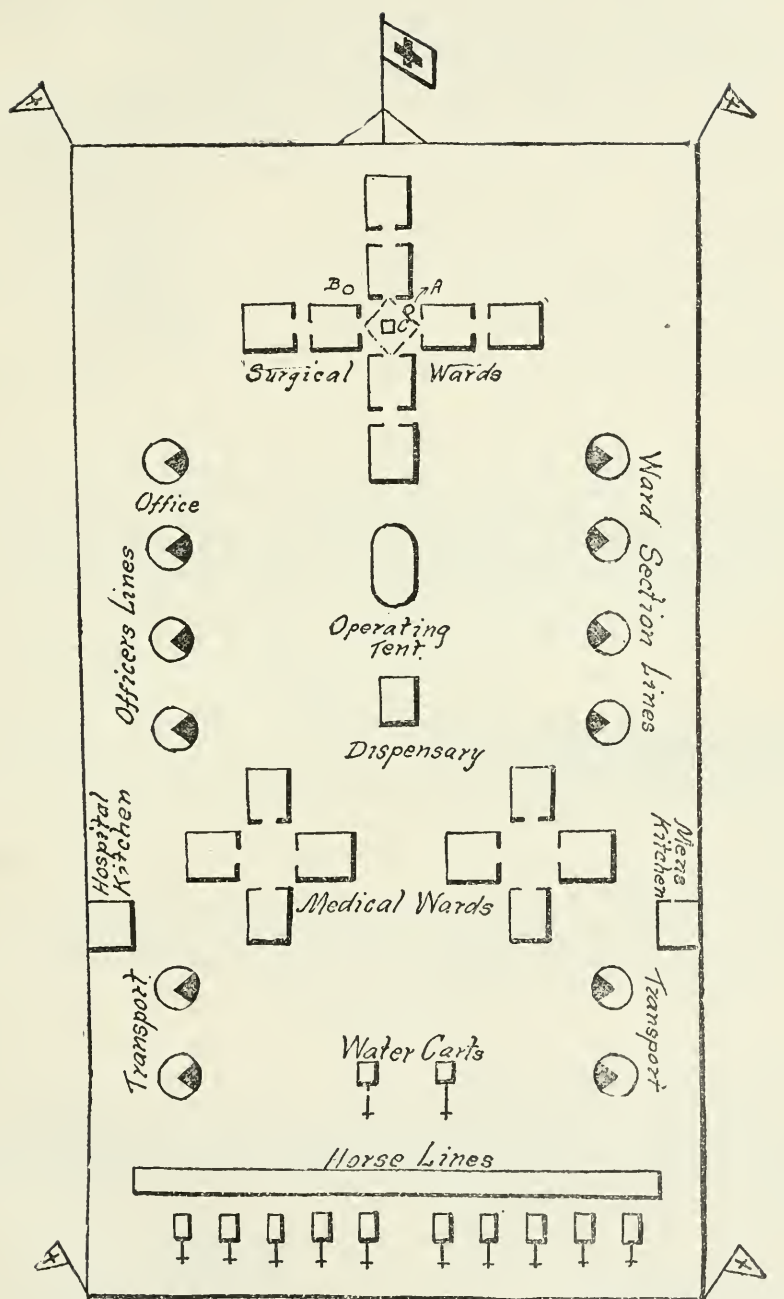 B
A
C
Surgical Wards
Office
Officers Lines
Ward Section Lines
Operating
Tent.
Dispensary
Hospital
Kitchen
Mens
Kitchen
Medical Wards
Transport
Transport
Water Carts
Horse Lines